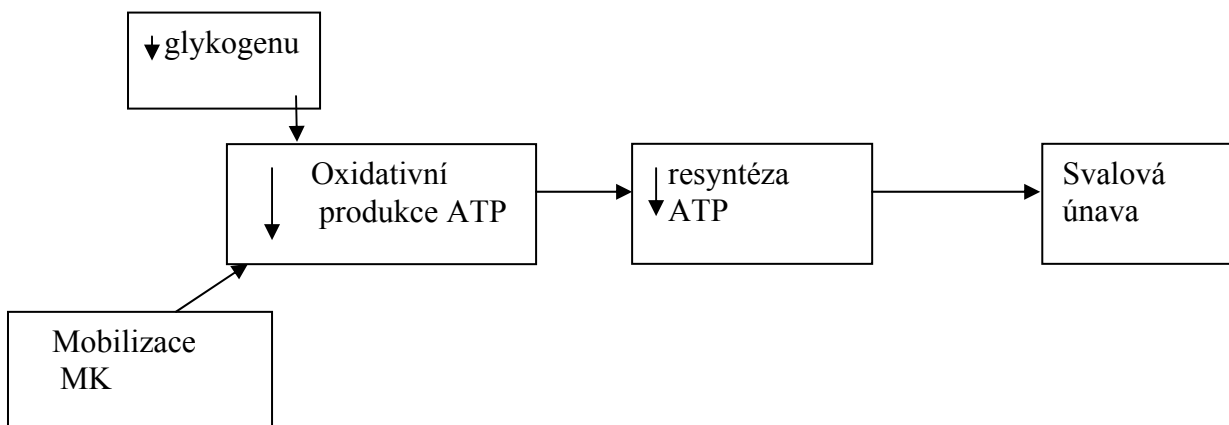 glykogenu
Oxidativní
produkce ATP
resyntéza
ATP
Svalová
únava
Mobilizace
MK